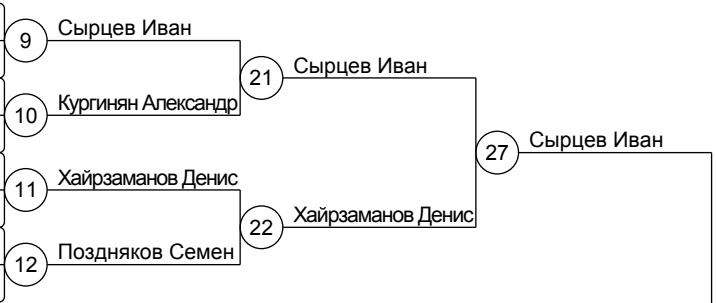 9 Сырцев Иван
21 Сырцев Иван
10 Кургинян Александр
27 Сырцев Иван
11 Хайрзаманов Денис
22 Хайрзаманов Денис
12 Поздняков Семен